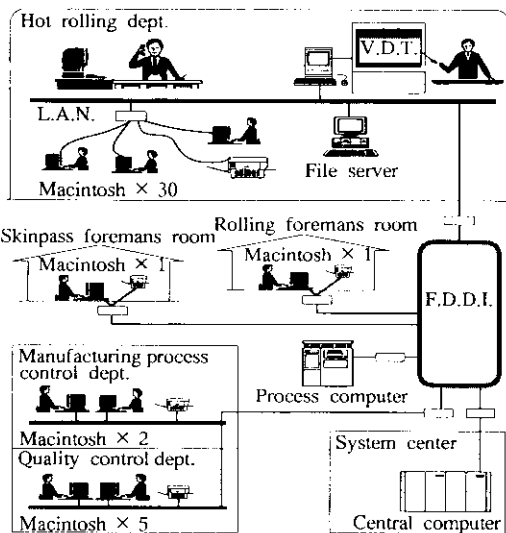 Hot rolling dept.
V.D.T.
L.A.N.
File server
Macintosh × 30
Rolling foremans room
Skinpass foremans room
Macintosh × 1
Macintosh × 1
F.D.D.I.
Manufacturing process
control dept.
Process computer
Macintosh × 2
Quality control dept.
System center
Macintosh × 5
Central computer